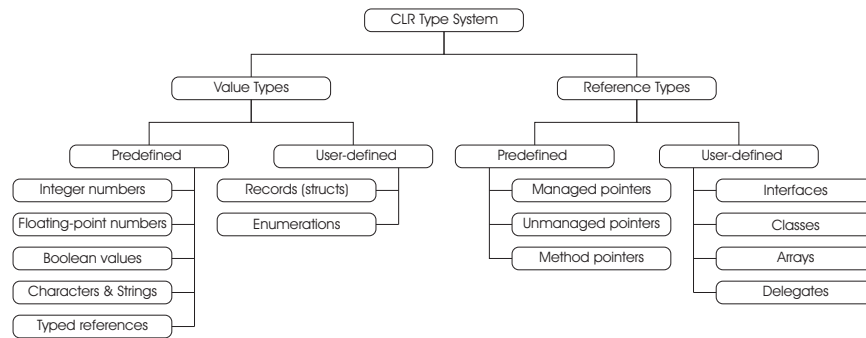 CLR Type System
Value Types
Reference Types
Predefined
User-defined
Predefined
User-defined
Integer numbers
Floating-point numbers
Boolean values
Characters & Strings
Typed references
Records (structs)
Enumerations
Managed pointers
Unmanaged pointers
Method pointers
Interfaces
Classes
Arrays
Delegates